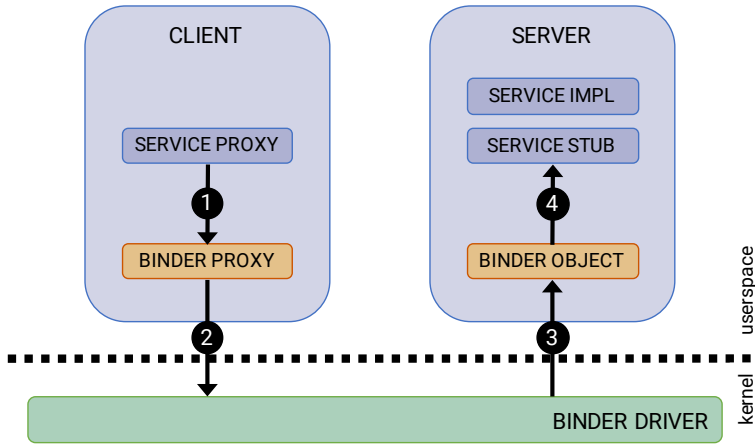 CLIENT
SERVER
SERVICE IMPL
SERVICE PROXY
SERVICE STUB
1
4
BINDER PROXY
BINDER OBJECT
userspace
2
3
kernel
BINDER DRIVER